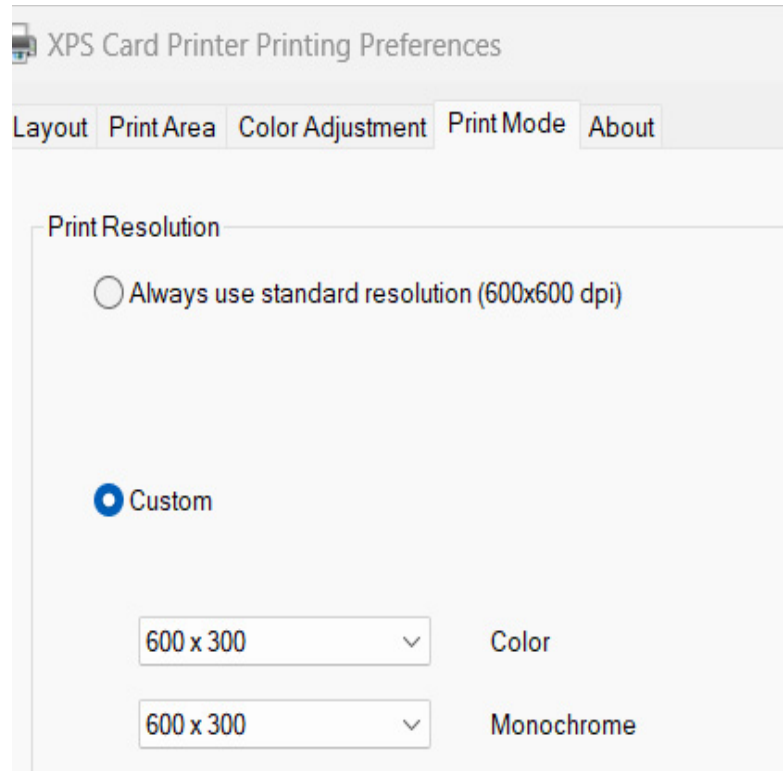 XPS Card Printer Printing Preferences
Layout Print Area Color Adjustment Print Mode About
Print Resolution
Always use standard resolution (600x600 dpi)
Custom
600 x 300 Color
600 x 300 Monochrome